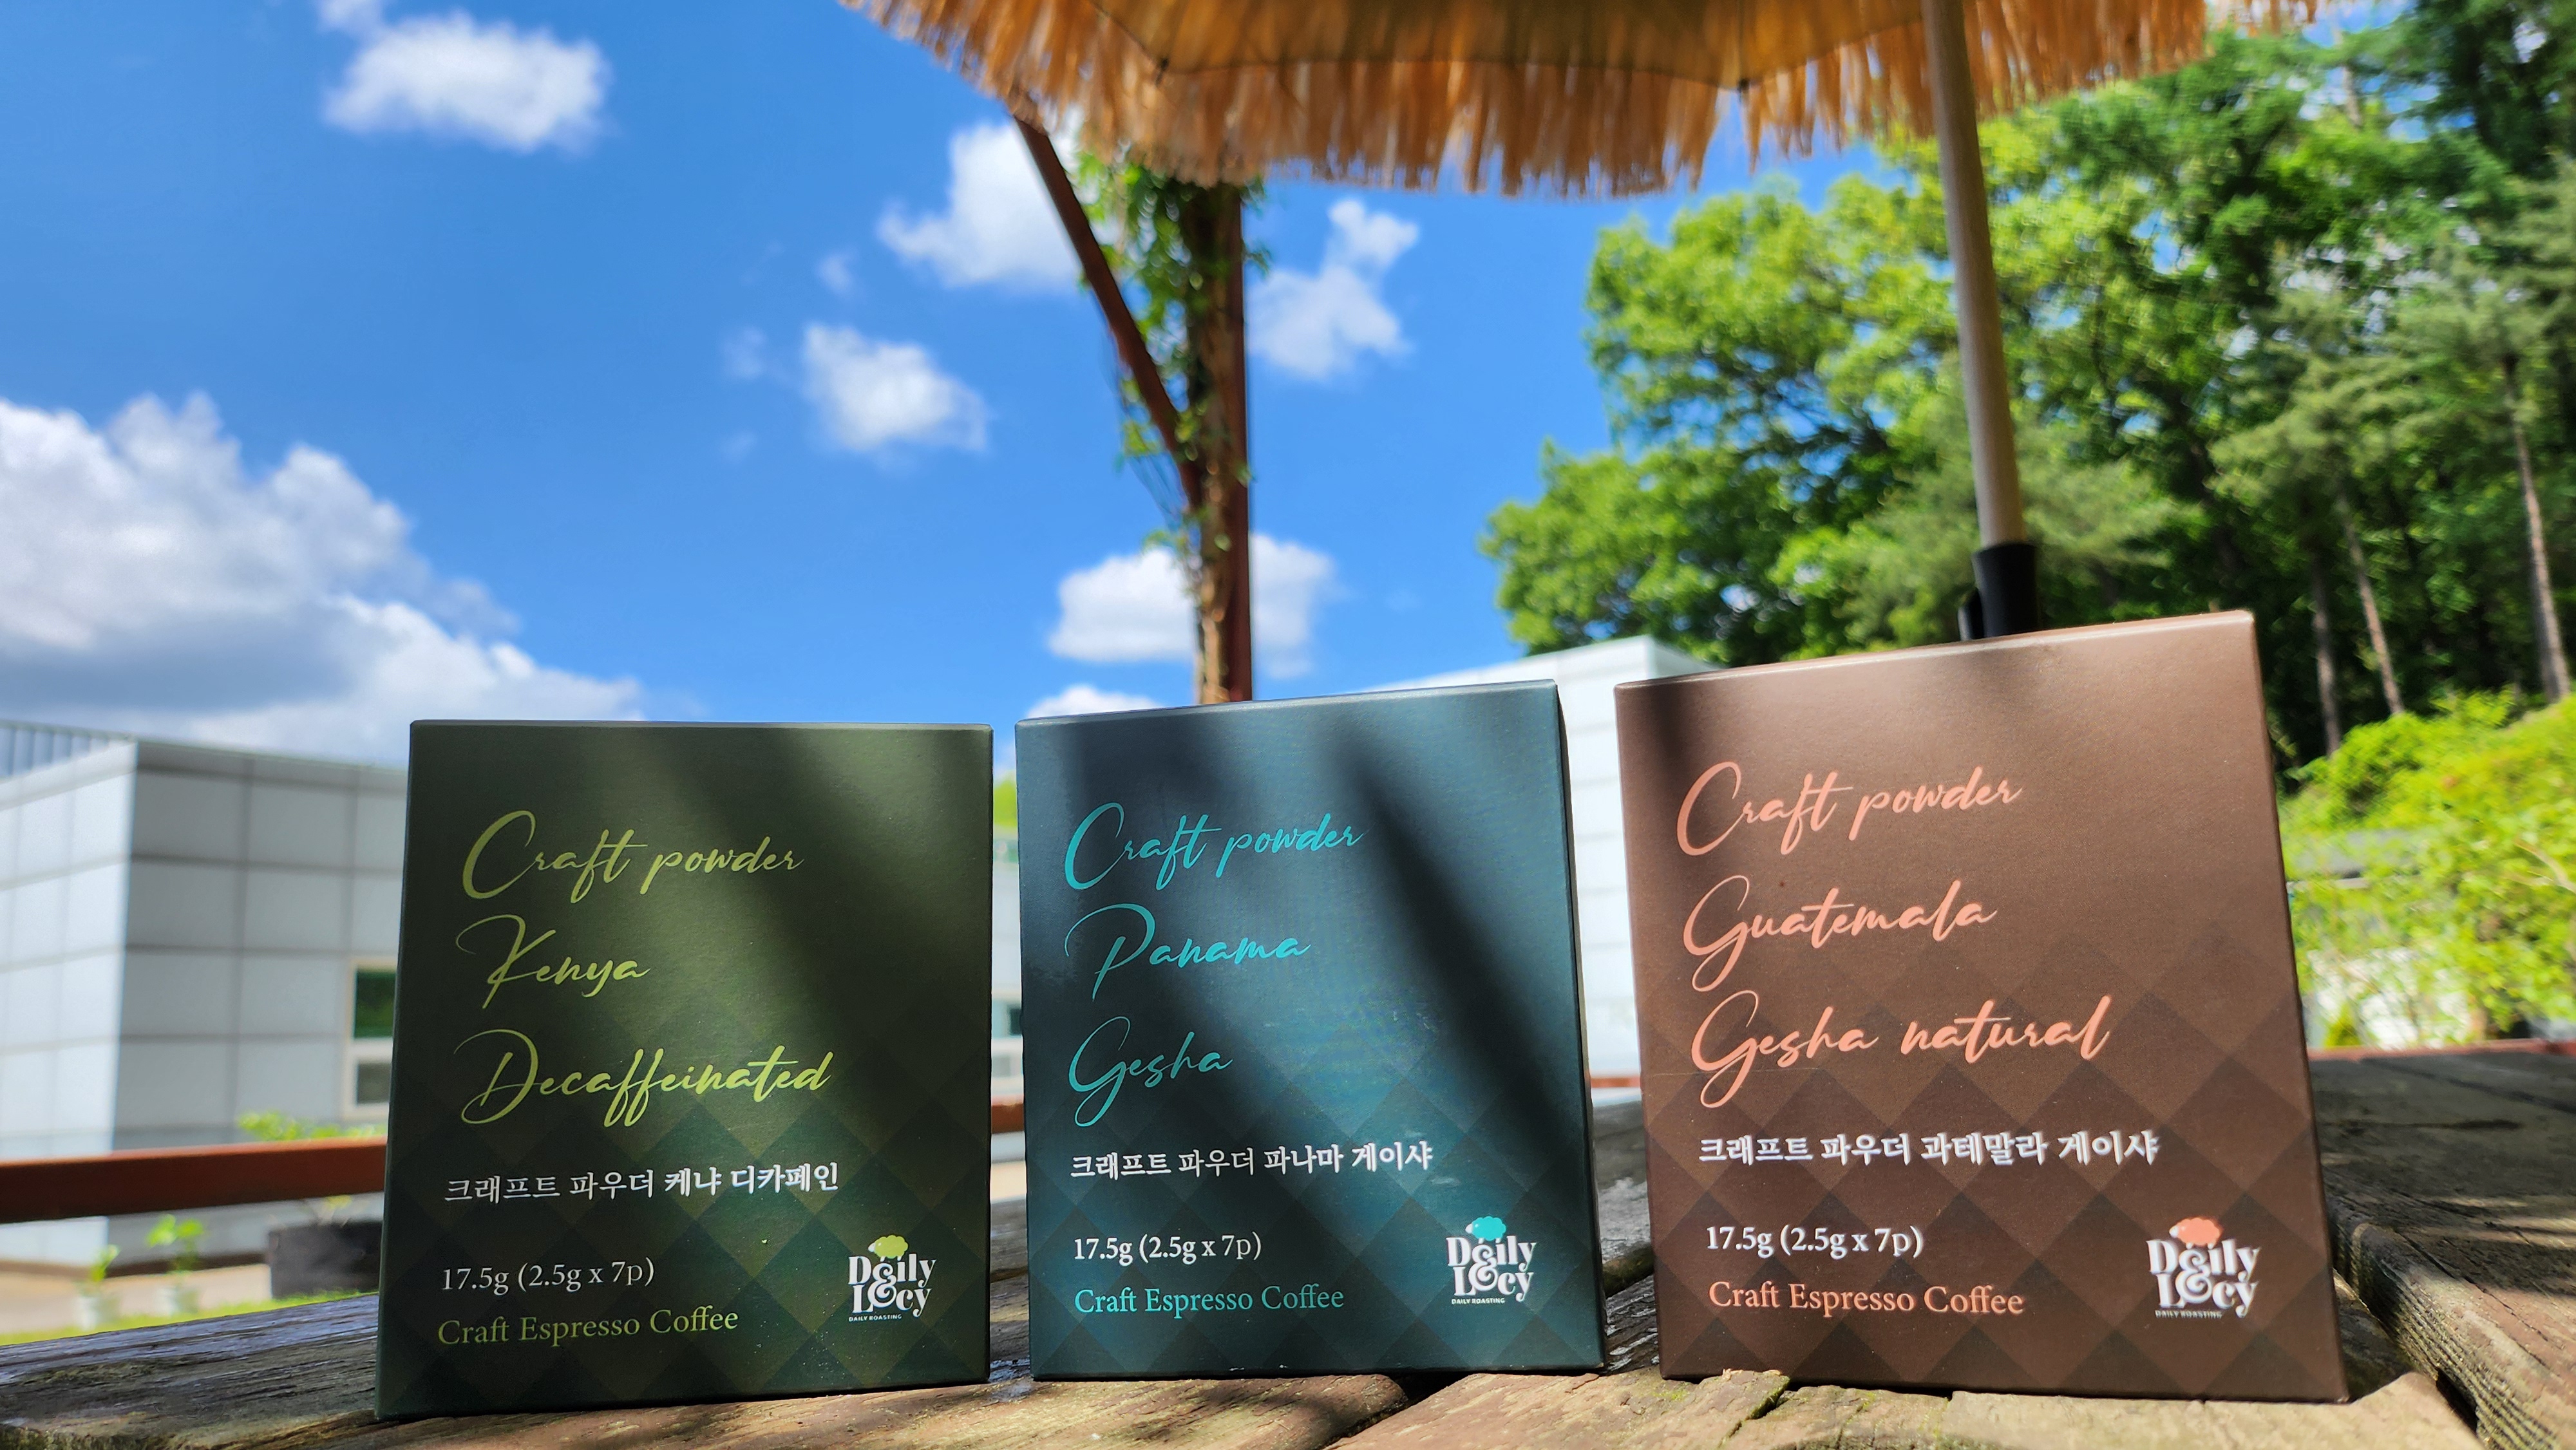 Craft powder
Kenya
Decaffeinated
크래프트 파우더 케냐 디카페인
17.5g (2.5g x 7p)
Craft Espresso Coffee
Daily
L&cy
DAILY ROASTING
Craft powder
Panama
Gesha
크래프트 파우더 파나마 게이샤
17.5g (2.5g x 7p)
Craft Espresso Coffee
Daily
L&cy
DAILY ROASTING
Craft powder
Guatemala
Gesha natural
크래프트 파우더 과테말라 게이샤
17.5g (2.5g x 7p)
Craft Espresso Coffee
Daily
L&cy
DAILY ROASTING